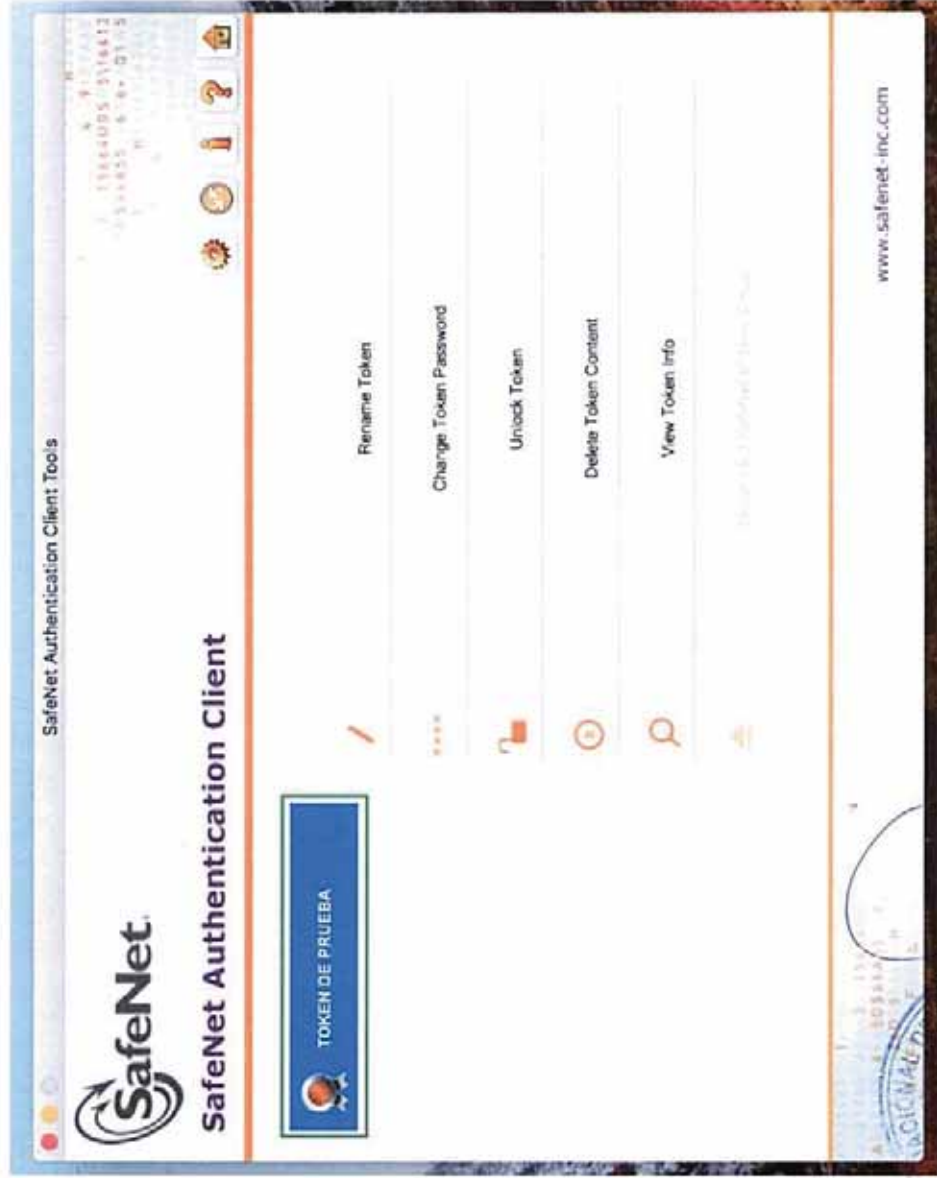 SafeNet Authentication Client Tools
SafeNet
SafeNet Authentication Client
TOKEN DE PRUEBA
Rename Token
Change Token Password
Unlock Token
Delete Token Content
View Token Info
www.safenet-inc.com